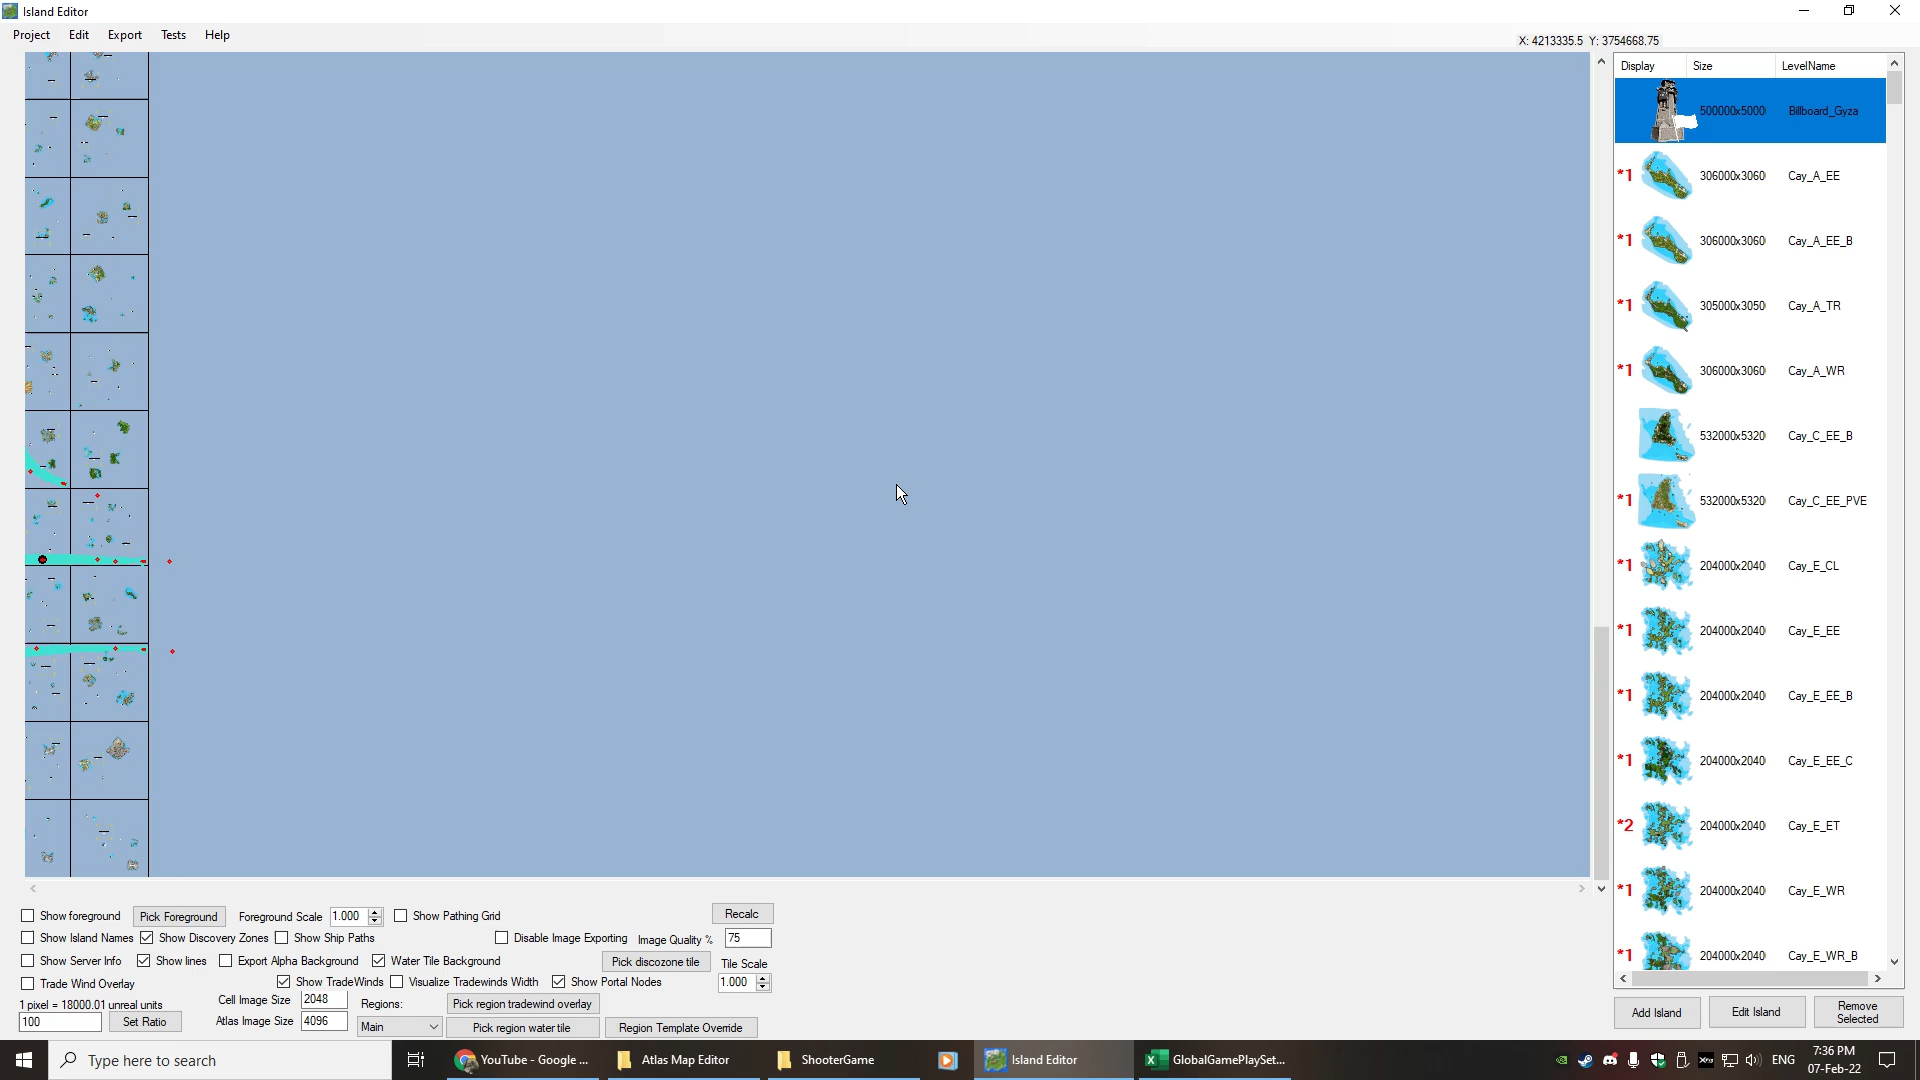 Island Editor
Project Edit Export Tests Help
X: 4213335.5 Y: 3754668.75
Display Size LevelName
500000x5000 Billboard_Gyza
*1 306000x3060 Cay_A_EE
*1 306000x3060 Cay_A_EE_B
*1 305000x3050 Cay_A_TR
*1 306000x3060 Cay_A_WR
532000x5320 Cay_C_EE_B
*1 532000x5320 Cay_C_EE_PVE
*1 204000x2040 Cay_E_CL
*1 204000x2040 Cay_E_EE
*1 204000x2040 Cay_E_EE_B
*1 204000x2040 Cay_E_EE_C
*2 204000x2040 Cay_E_ET
*1 204000x2040 Cay_E_WR
*1 204000x2040 Cay_E_WR_B
Show foreground Pick Foreground Foreground Scale 1.000 Show Pathing Grid Recalc
Show Island Names Show Discovery Zones Show Ship Paths Disable Image Exporting Image Quality % 75
Show Server Info Show lines Export Alpha Background Water Tile Background Pick discozone tile Tile Scale
Trade Wind Overlay Show TradeWinds Visualize Tradewinds Width Show Portal Nodes 1.000
1 pixel = 18000.01 unreal units Cell Image Size 2048 Regions: Pick region tradewind overlay
100 Set Ratio Atlas Image Size 4096 Main Pick region water tile Region Template Override
Add Island Edit Island Remove Selected
Type here to search YouTube - Google ... Atlas Map Editor ShooterGame Island Editor GlobalGamePlaySet... ENG 7:36 PM
07-Feb-22